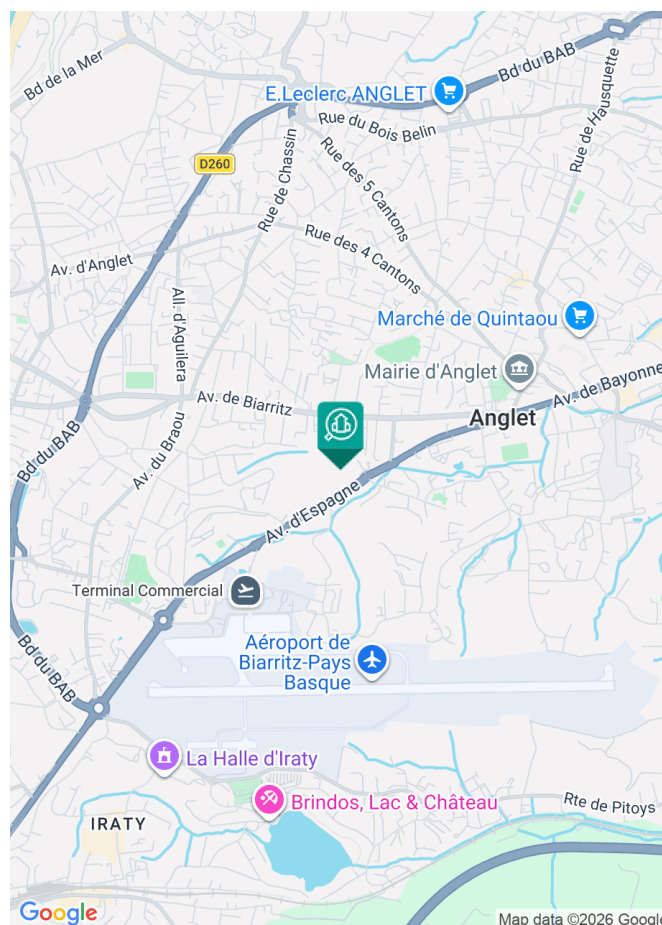 Bd de la Mer
Bd du BAB
E.Leclerc ANGLET
Rue du Bois Belin
Rue de Hausquette
D260
Rue de Chassin
Rue des 5 Cantons
Rue des 4 Cantons
Av. d'Anglet
All. d'Aguilera
Marché de Quintaou
Mairie d'Anglet
Av. de Bayonne
Av. de Biarritz
Anglet
Bd du BAB
Av. du Braou
Av. d'Espagne
Terminal Commercial
Aéroport de
Biarritz-Pays
Basque
Bd du BAB
La Halle d'Iraty
Brindos, Lac & Château
Rte de Pitoys
IRATY
Google
Map data ©2026 Google